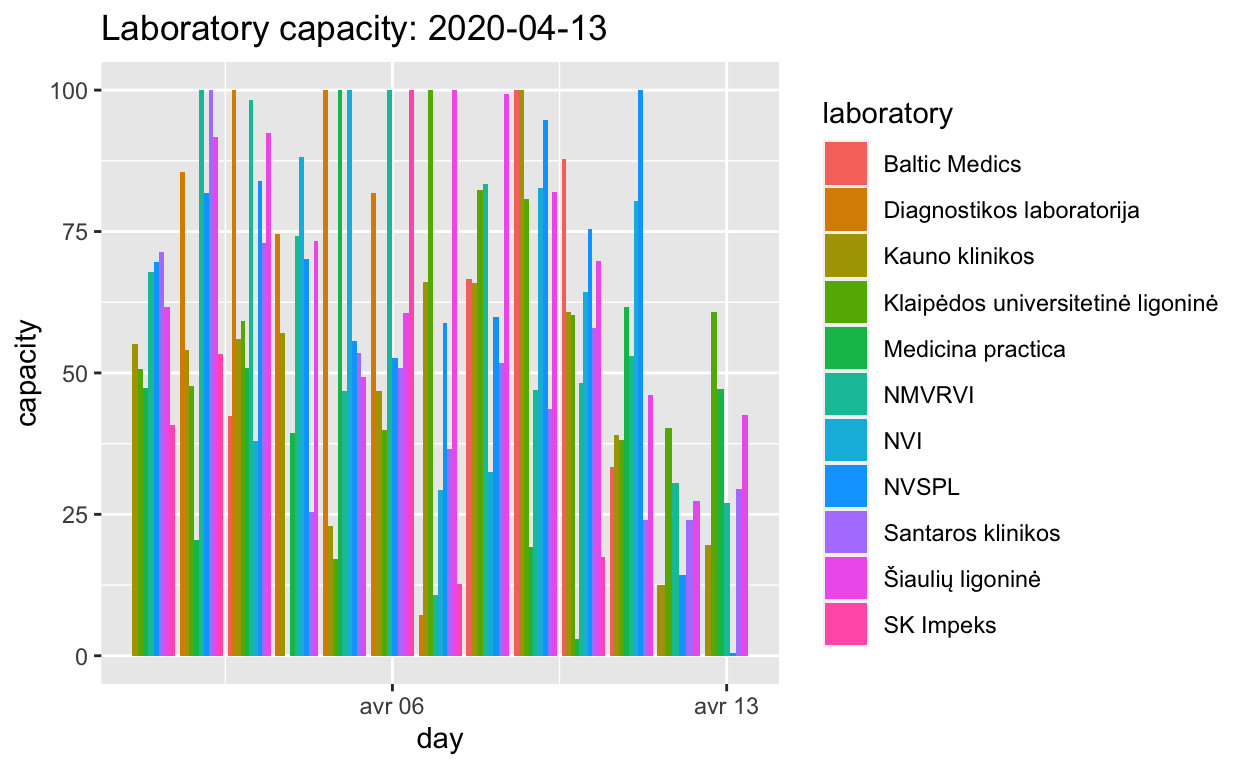 Laboratory capacity: 2020-04-13
100
75
50
25
0
capacity
avr 06
avr 13
day
laboratory
Baltic Medics
Diagnostikos laboratorija
Kauno klinikos
Klaipėdos universitetinė ligoninė
Medicina practica
NMVRVI
NVI
NVSPL
Santaros klinikos
Šiaulių ligoninė
SK Impeks